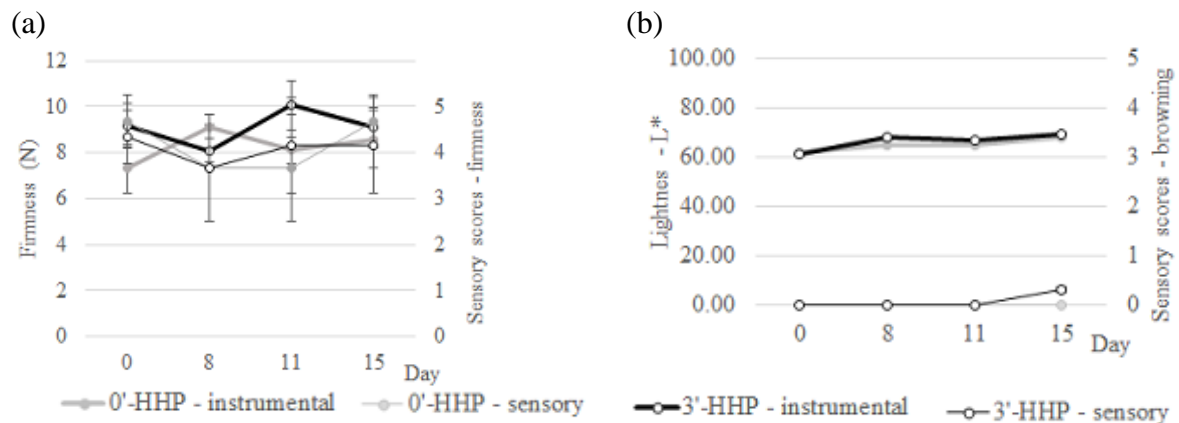 (a)
12
10
8
6
4
2
0
Firmness (N)
5
4
3
2
1
0
Sensory scores - firmness
0 8 11 15 Day
(b)
100.00
80.00
60.00
40.00
20.00
0.00
Lightnes - L*
5
4
3
2
1
0
Sensory scores - browning
0 8 11 15 Day
0'-HHP - instrumental 0'-HHP - sensory 3'-HHP - instrumental 3'-HHP - sensory